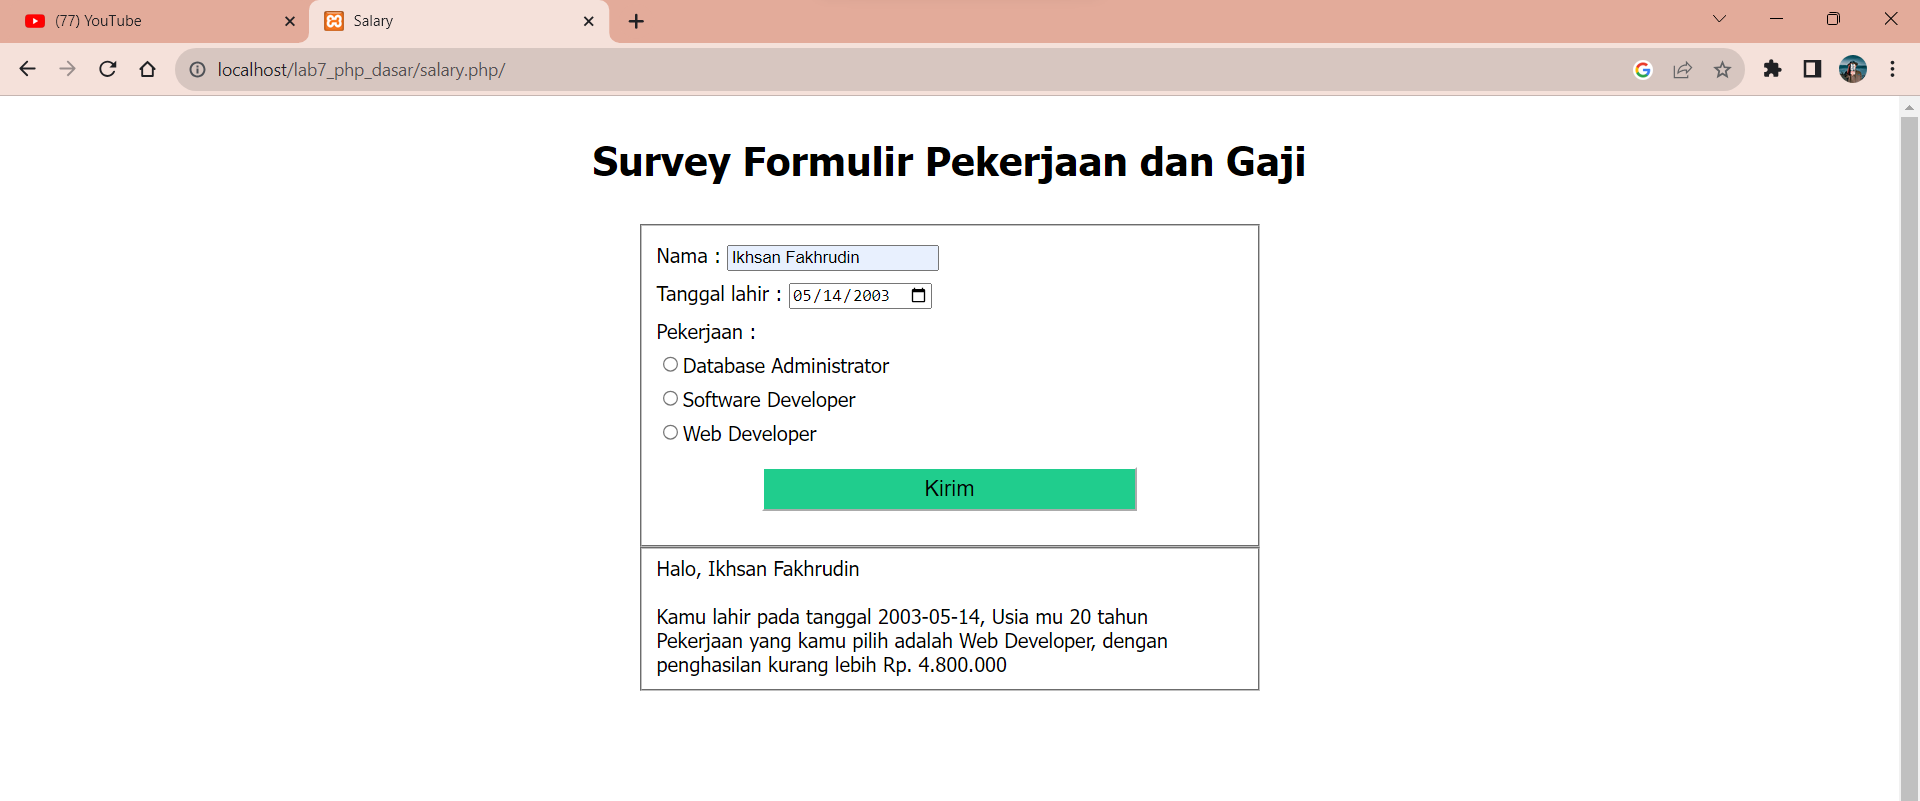 (77) YouTube
Salary
localhost/lab7_php_dasar/salary.php/
Survey Formulir Pekerjaan dan Gaji
Nama : Ikhsan Fakhrudin
Tanggal lahir : 05/14/2003
Pekerjaan :
Database Administrator
Software Developer
Web Developer
Kirim
Halo, Ikhsan Fakhrudin
Kamu lahir pada tanggal 2003-05-14, Usia mu 20 tahun
Pekerjaan yang kamu pilih adalah Web Developer, dengan
penghasilan kurang lebih Rp. 4.800.000